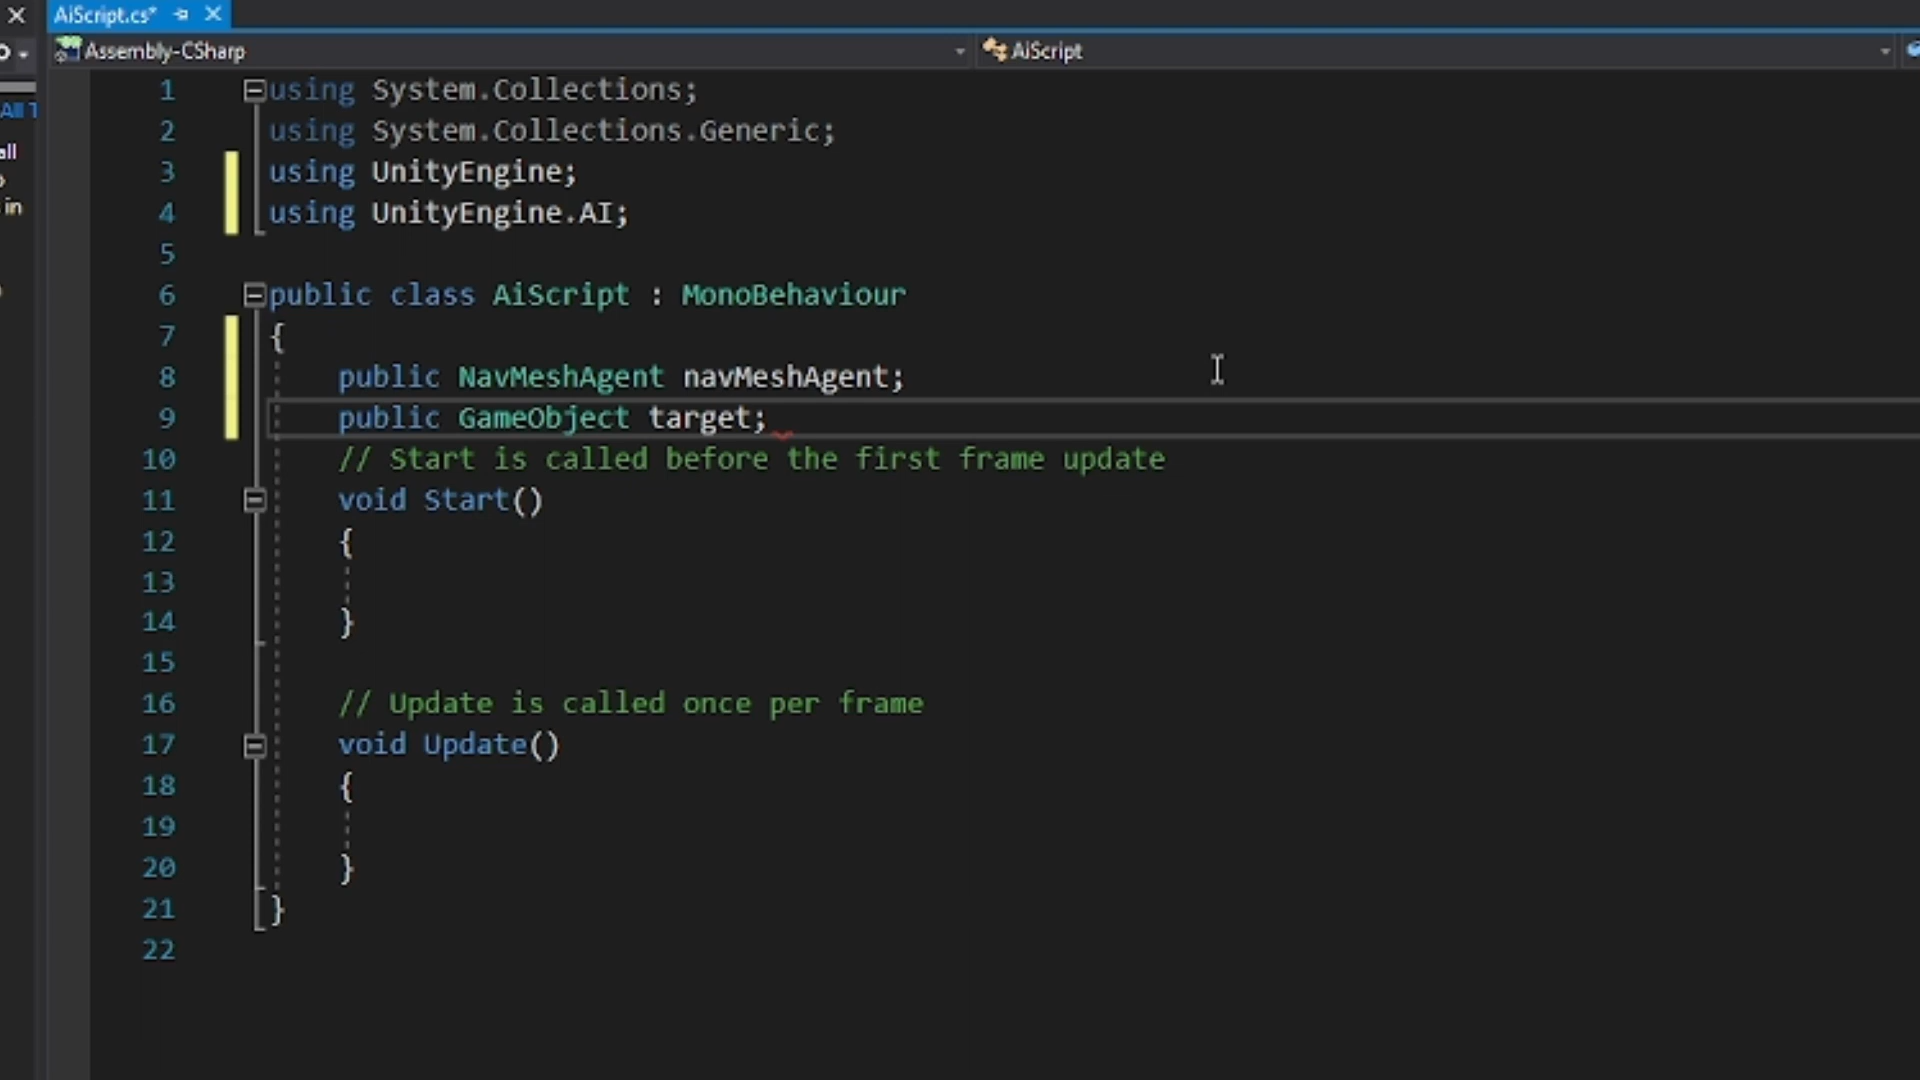 AiScript.cs*
Assembly-CSharp
AiScript
All T
all
in
1 using System.Collections;
2 using System.Collections.Generic;
3 using UnityEngine;
4 using UnityEngine.AI;
5
6 public class AiScript : MonoBehaviour
7 {
8 public NavMeshAgent navMeshAgent;
9 public GameObject target;
10 // Start is called before the first frame update
11 void Start()
12 {
13
14 }
15
16 // Update is called once per frame
17 void Update()
18 {
19
20 }
21 }
22